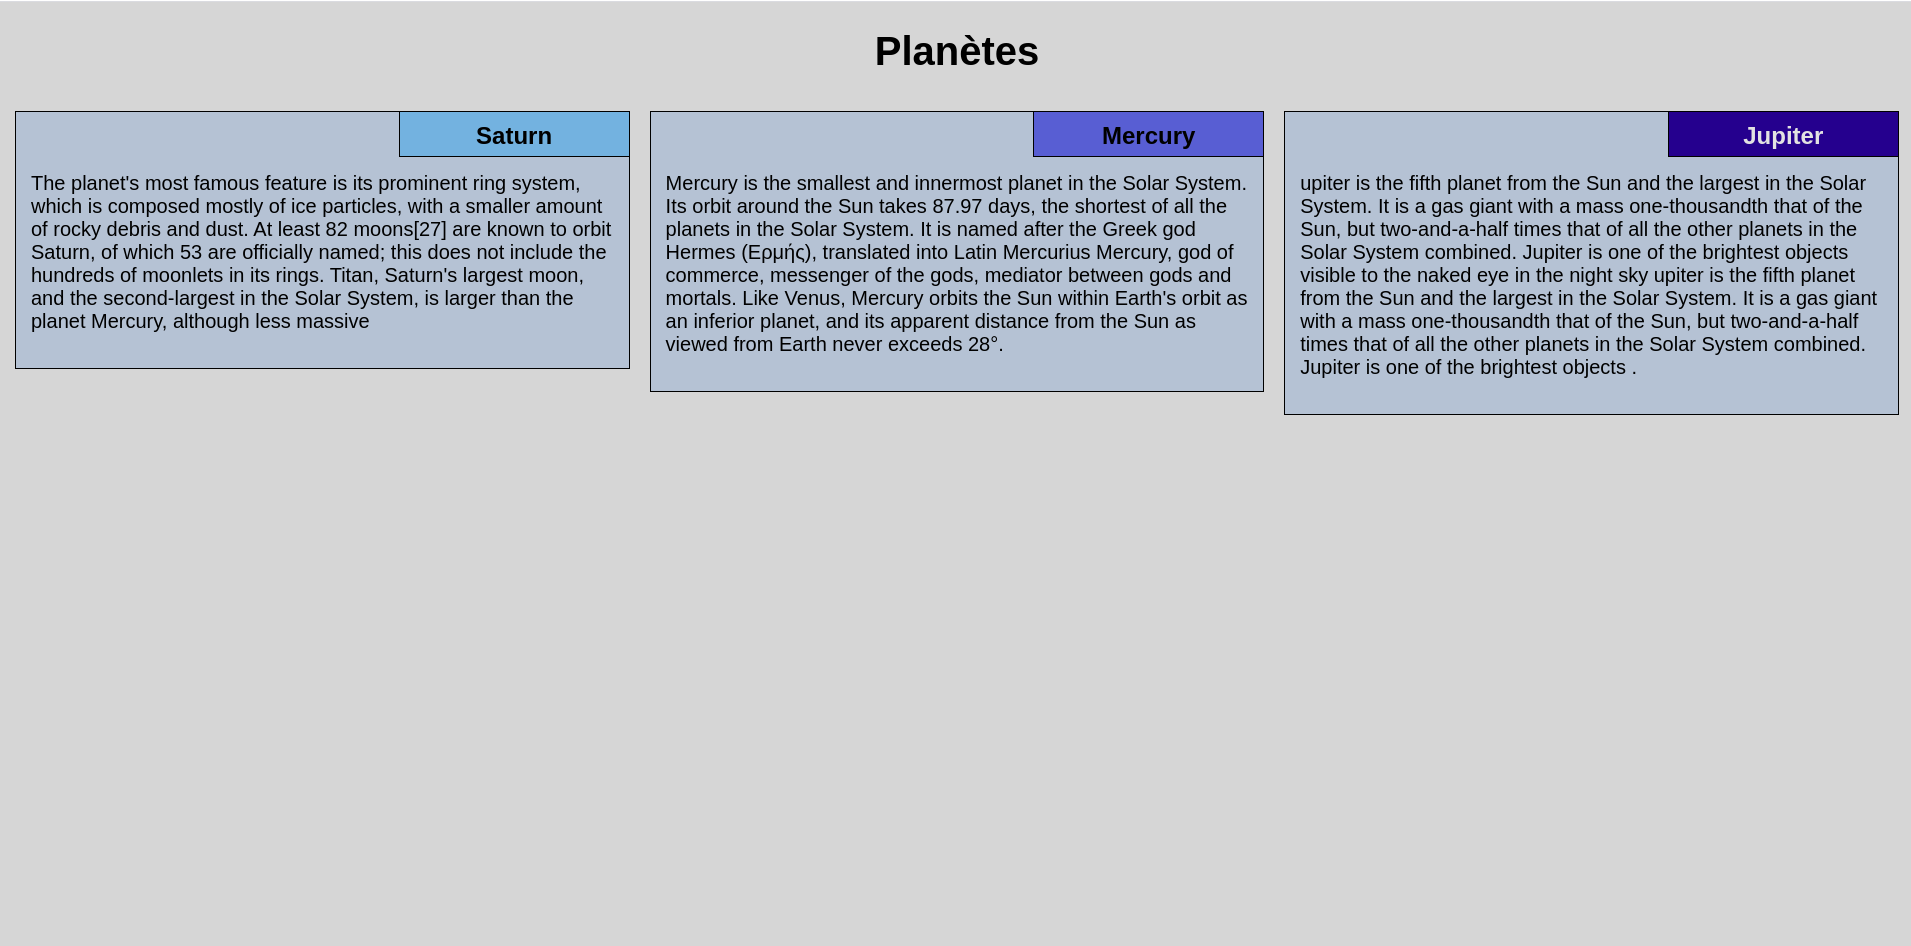 Planètes
Saturn
The planet's most famous feature is its prominent ring system,
which is composed mostly of ice particles, with a smaller amount
of rocky debris and dust. At least 82 moons[27] are known to orbit
Saturn, of which 53 are officially named; this does not include the
hundreds of moonlets in its rings. Titan, Saturn's largest moon,
and the second-largest in the Solar System, is larger than the
planet Mercury, although less massive
Mercury
Mercury is the smallest and innermost planet in the Solar System.
Its orbit around the Sun takes 87.97 days, the shortest of all the
planets in the Solar System. It is named after the Greek god
Hermes (Ερμής), translated into Latin Mercurius Mercury, god of
commerce, messenger of the gods, mediator between gods and
mortals. Like Venus, Mercury orbits the Sun within Earth's orbit as
an inferior planet, and its apparent distance from the Sun as
viewed from Earth never exceeds 28°.
Jupiter
upiter is the fifth planet from the Sun and the largest in the Solar
System. It is a gas giant with a mass one-thousandth that of the
Sun, but two-and-a-half times that of all the other planets in the
Solar System combined. Jupiter is one of the brightest objects
visible to the naked eye in the night sky upiter is the fifth planet
from the Sun and the largest in the Solar System. It is a gas giant
with a mass one-thousandth that of the Sun, but two-and-a-half
times that of all the other planets in the Solar System combined.
Jupiter is one of the brightest objects .